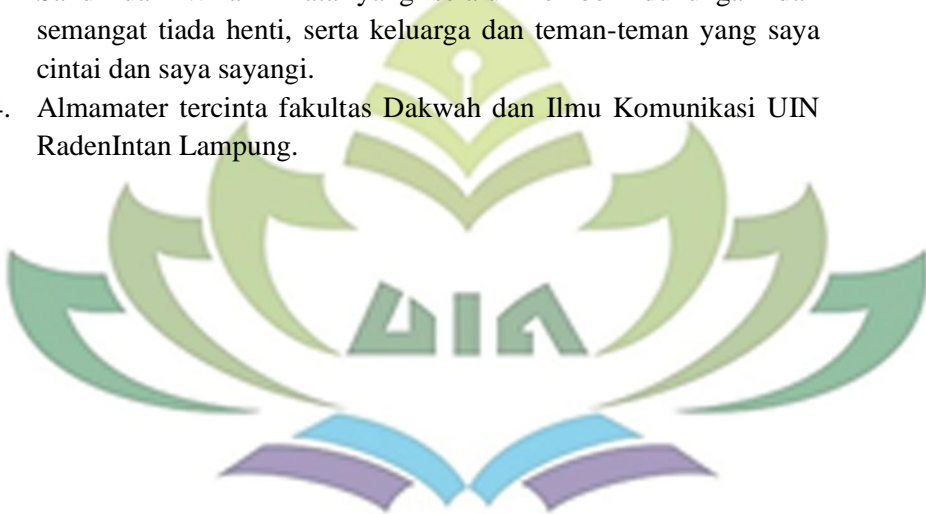 semangat tiada henti, serta keluarga dan teman-teman yang saya
cintai dan saya sayangi.
Almamater tercinta fakultas Dakwah dan Ilmu Komunikasi UIN
RadenIntan Lampung.
UIN